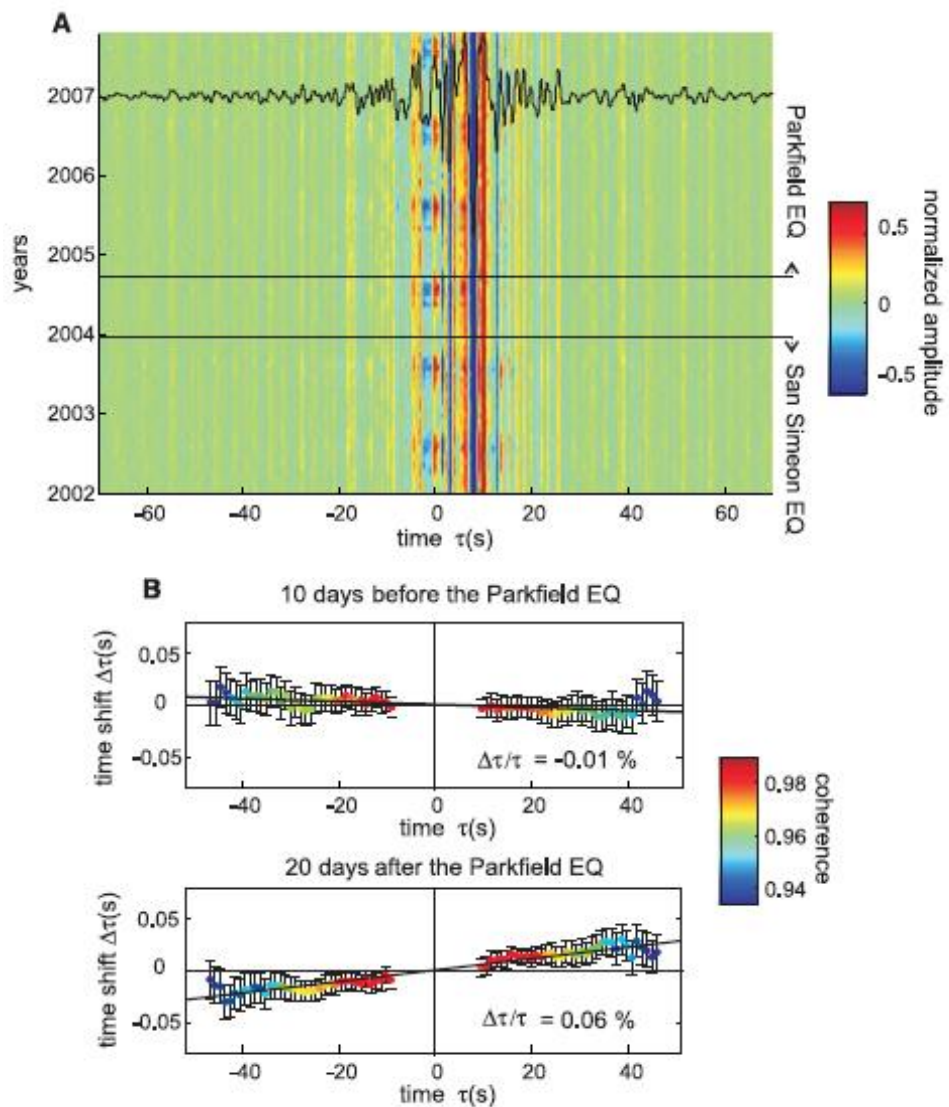 A
2007
2006
2005
2004
2003
2002
years
−60 −40 −20 0 20 40 60
time τ(s)
Parkfield EQ
San Simeon EQ
<
>
0.5
0
−0.5
normalized amplitude
B
10 days before the Parkfield EQ
0.05
0
−0.05
time shift Δτ(s)
Δτ/τ = −0.01 %
−40 −20 0 20 40
time τ(s)
0.98
0.96
0.94
coherence
20 days after the Parkfield EQ
0.05
0
−0.05
time shift Δτ(s)
Δτ/τ = 0.06 %
−40 −20 0 20 40
time τ(s)